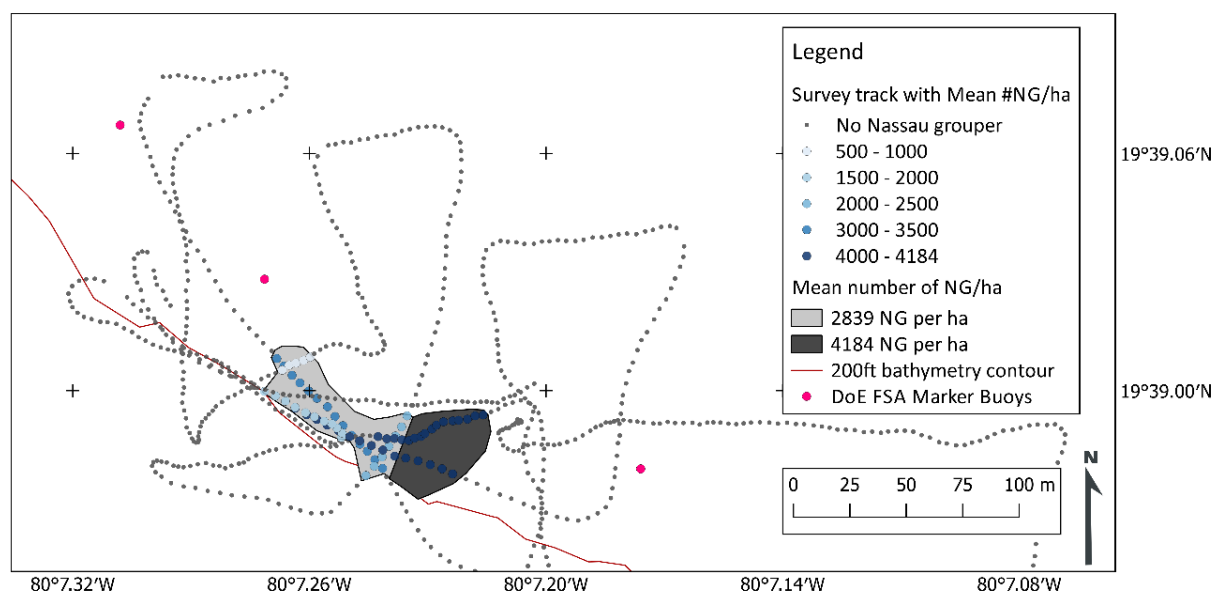 Legend
Survey track with Mean #NG/ha
No Nassau grouper
500 - 1000
1500 - 2000
2000 - 2500
3000 - 3500
4000 - 4184
Mean number of NG/ha
2839 NG per ha
4184 NG per ha
200ft bathymetry contour
DoE FSA Marker Buoys
19°39.06′N
19°39.00′N
N
0 25 50 75 100 m
80°7.32′W 80°7.26′W 80°7.20′W 80°7.14′W 80°7.08′W